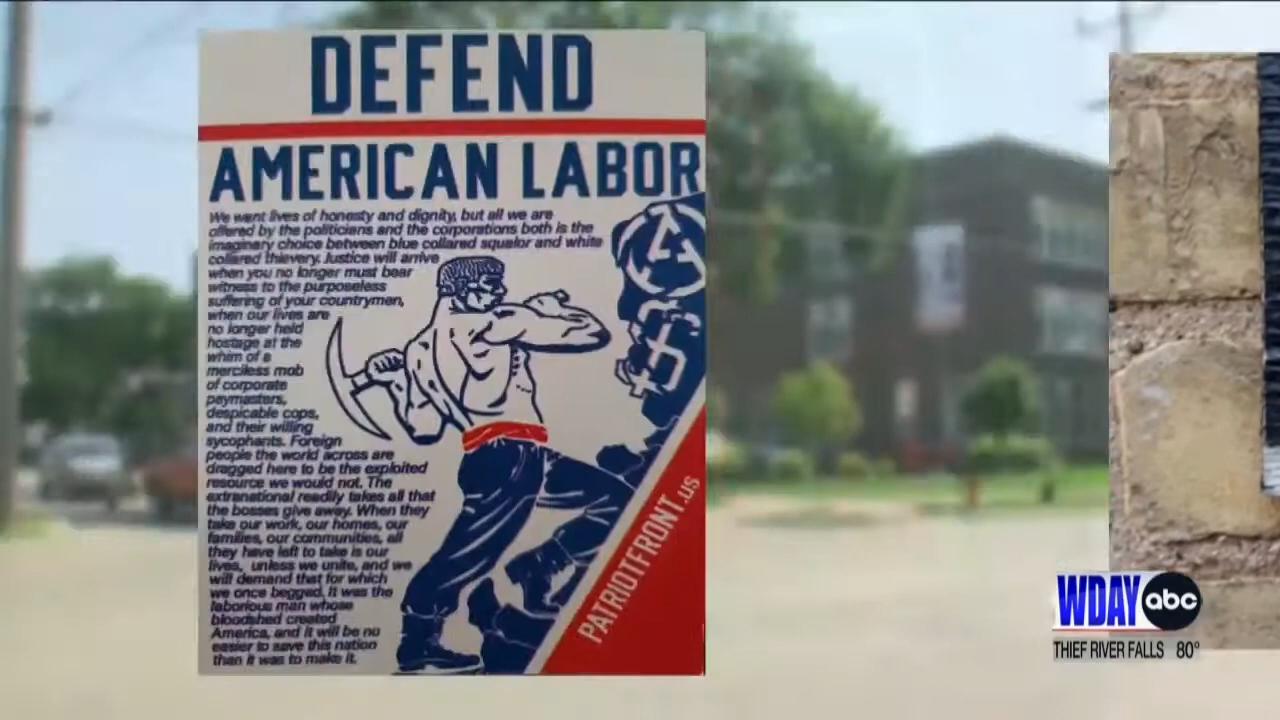 DEFEND
AMERICAN LABOR
We want lives of honesty and dignity, but all we are
offered by the politicians and the corporations both is the
imaginary choice between blue collared squalor and white
collared thievery. Justice will arrive
when you no longer must bear
witness to the purposeless
suffering of your countrymen,
when our lives are
no longer held
hostage at the
whim of a
merciless mob
of corporate
paymasters,
despicable cops,
and their willing
sycophants. Foreign
people the world across are
dragged here to be the exploited
resource we would not. The
extranational readily takes all that
the bosses give away. When they
take our work, our homes, our
families, our communities, all
they have left to take is our
lives, unless we unite, and we
will demand that for which
we once begged. It was the
laborious man whose
bloodshed created
America, and it will be no
easier to save this nation
than it was to make it.
PATRIOTFRONT.US
WDAY abc
THIEF RIVER FALLS 80°